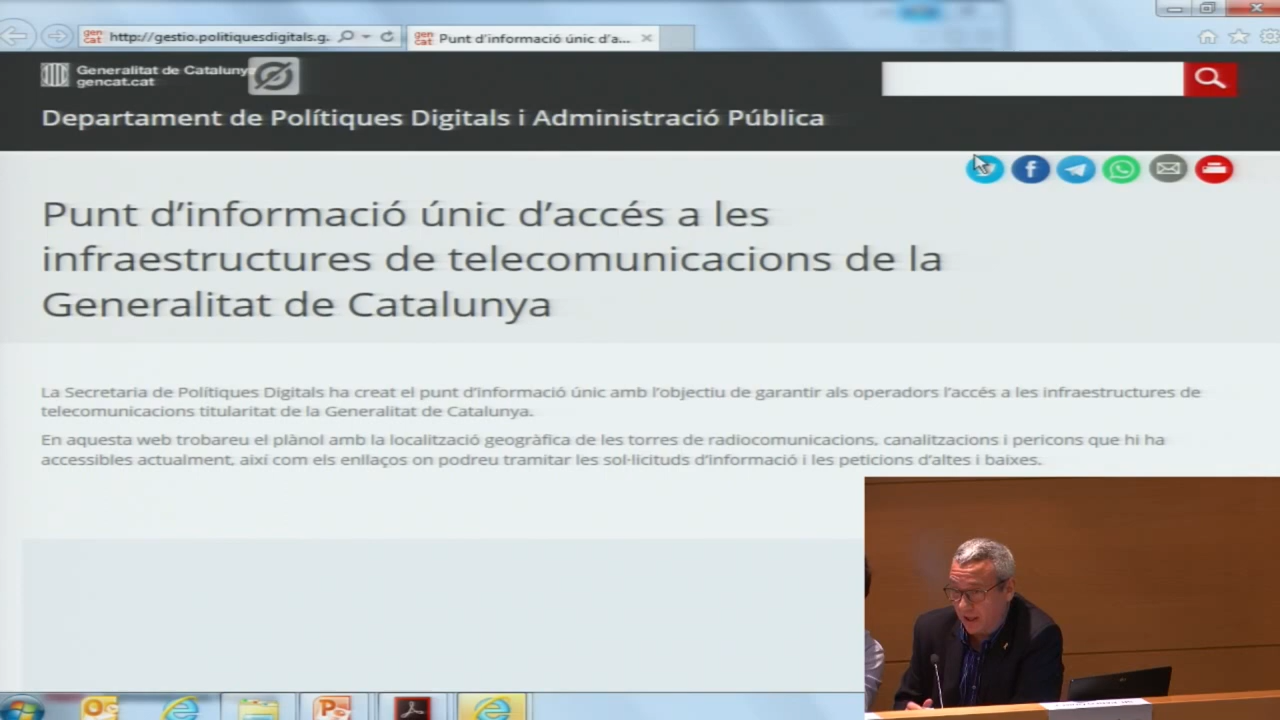 http://gestio.politiquesdigitals.g.
Punt d'informació únic d'a...
Generalitat de Catalunya
gencat.cat
Departament de Polítiques Digitals i Administració Pública
Punt d'informació únic d'accés a les
infraestructures de telecomunicacions de la
Generalitat de Catalunya
La Secretaria de Polítiques Digitals ha creat el punt d'informació únic amb l'objectiu de garantir als operadors l'accés a les infraestructures de
telecomunicacions titularitat de la Generalitat de Catalunya.
En aquesta web trobareu el plànol amb la localització geogràfica de les torres de radiocomunicacions, canalitzacions i pericons que hi ha
accessibles actualment, així com els enllaços on podreu tramitar les sol·licituds d'informació i les peticions d'altes i baixes.